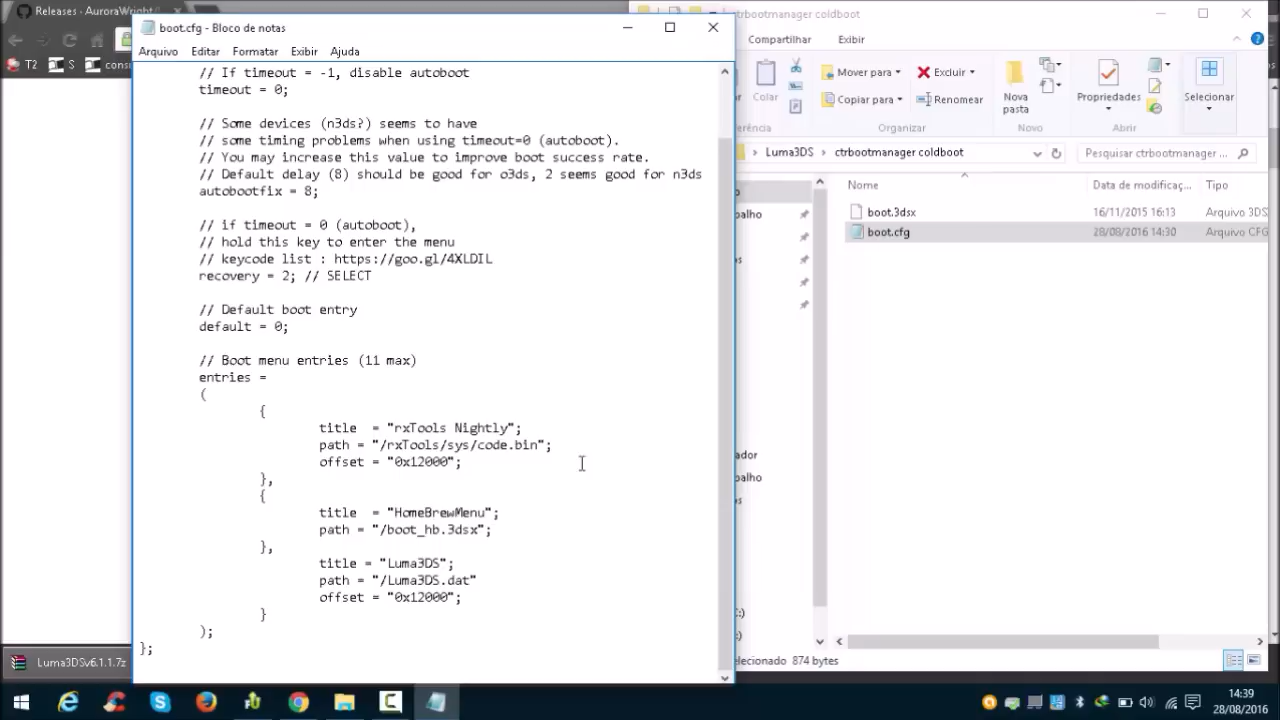 Releases · AuroraWright
boot.cfg - Bloco de notas
ctrbootmanager coldboot
Arquivo Editar Formatar Exibir Ajuda
Compartilhar Exibir
T2 S
// If timeout = -1, disable autoboot
timeout = 0;
// Some devices (n3ds?) seems to have
// some timing problems when using timeout=0 (autoboot).
// You may increase this value to improve boot success rate.
// Default delay (8) should be good for o3ds, 2 seems good for n3ds
autobootfix = 8;
// if timeout = 0 (autoboot),
// hold this key to enter the menu
// keycode list : https://goo.gl/4XLDIL
recovery = 2; // SELECT
// Default boot entry
default = 0;
// Boot menu entries (11 max)
entries =
(
{
title = "rxTools Nightly";
path = "/rxTools/sys/code.bin";
offset = "0x12000";
},
{
title = "HomeBrewMenu";
path = "/boot_hb.3dsx";
},
title = "Luma3DS";
path = "/Luma3DS.dat"
offset = "0x12000";
}
);
};
Colar
Mover para
Copiar para
Excluir
Renomear
Organizar
Nova pasta
Novo
Propriedades
Abrir
Selecionar
Luma3DS > ctrbootmanager coldboot
Pesquisar ctrbootmanager ...
Nome Data de modificaç... Tipo
boot.3dsx 16/11/2015 16:13 Arquivo 3DS
boot.cfg 28/08/2016 14:30 Arquivo CFG
874 bytes
Luma3DSv6.1.1.7z
14:39
28/08/2016